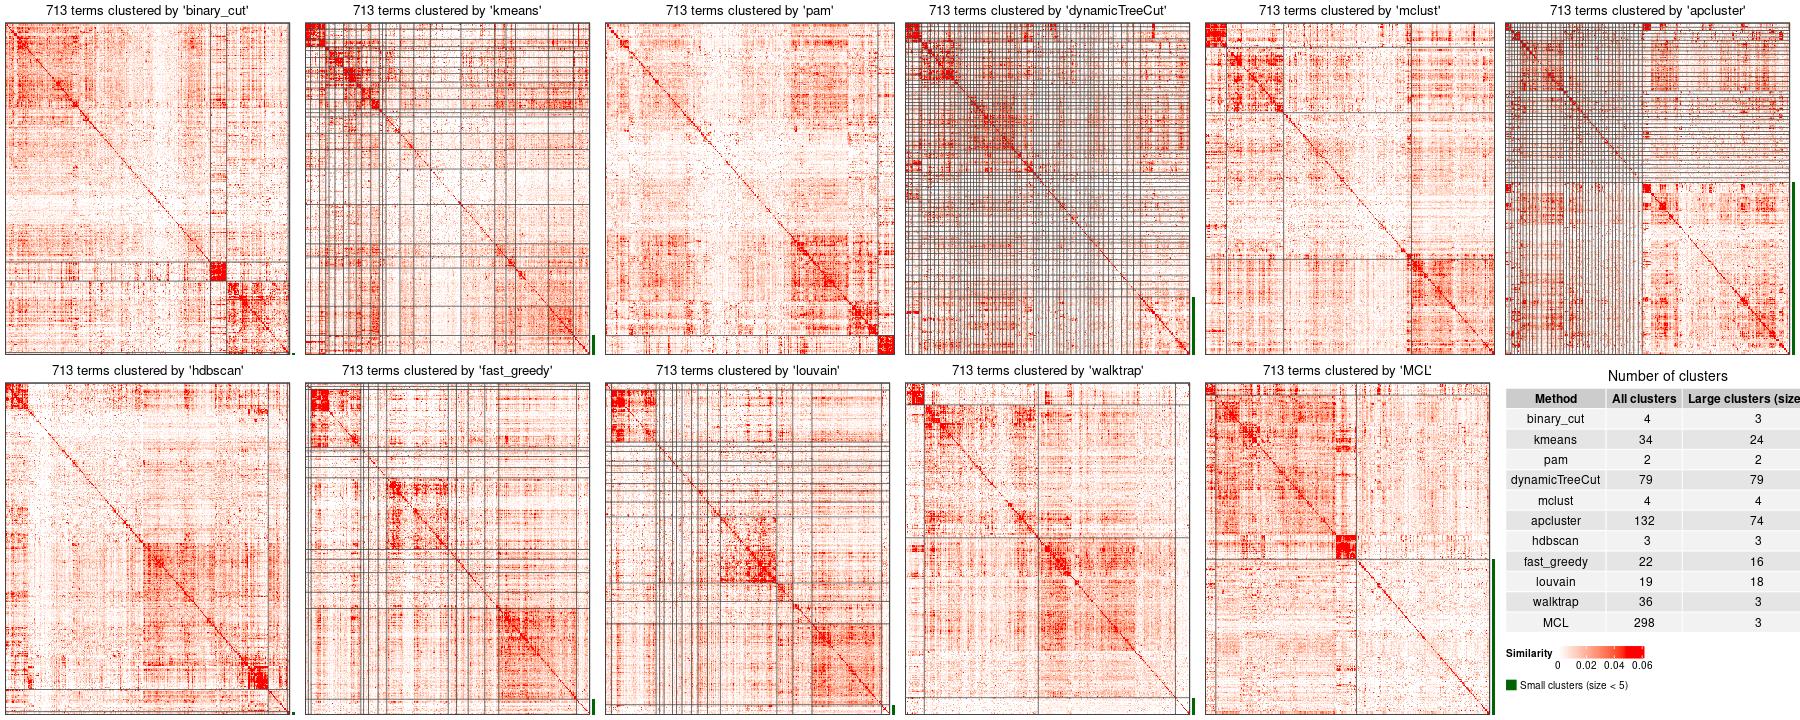 713 terms clustered by 'binary_cut'
713 terms clustered by 'kmeans'
713 terms clustered by 'pam'
713 terms clustered by 'dynamicTreeCut'
713 terms clustered by 'mclust'
713 terms clustered by 'apcluster'
713 terms clustered by 'hdbscan'
713 terms clustered by 'fast_greedy'
713 terms clustered by 'louvain'
713 terms clustered by 'walktrap'
713 terms clustered by 'MCL'
Number of clusters
Method All clusters Large clusters (size
binary_cut 4 3
kmeans 34 24
pam 2 2
dynamicTreeCut 79 79
mclust 4 4
apcluster 132 74
hdbscan 3 3
fast_greedy 22 16
louvain 19 18
walktrap 36 3
MCL 298 3
Similarity
0 0.02 0.04 0.06
Small clusters (size < 5)